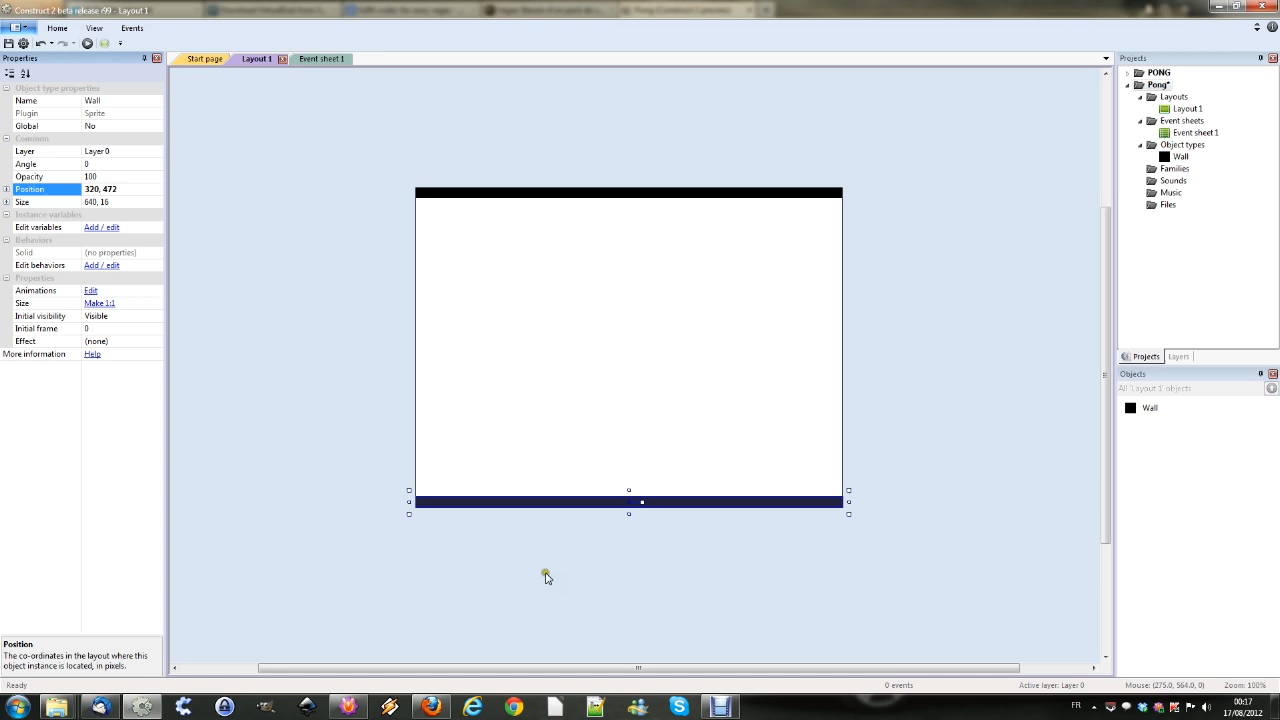 Construct 2 beta release r99 - Layout 1
Home
View
Events
Properties
Start page
Layout 1
Event sheet 1
Projects
Object type properties
Name Wall
Plugin Sprite
Global No
Common
Layer Layer 0
Angle 0
Opacity 100
Position 320, 472
Size 640, 16
Instance variables
Edit variables Add / edit
Behaviors
Solid (no properties)
Edit behaviors Add / edit
Properties
Animations Edit
Size Make 1:1
Initial visibility Visible
Initial frame 0
Effect (none)
More information Help
PONG
Pong*
Layouts
Layout 1
Event sheets
Event sheet 1
Object types
Wall
Families
Sounds
Music
Files
Projects
Layers
Objects
All 'Layout 1' objects
Wall
Position
The co-ordinates in the layout where this
object instance is located, in pixels.
Ready
0 events
Active layer: Layer 0
Mouse: (275.0, 564.0, 0)
Zoom: 100%
FR
00:17
17/08/2012